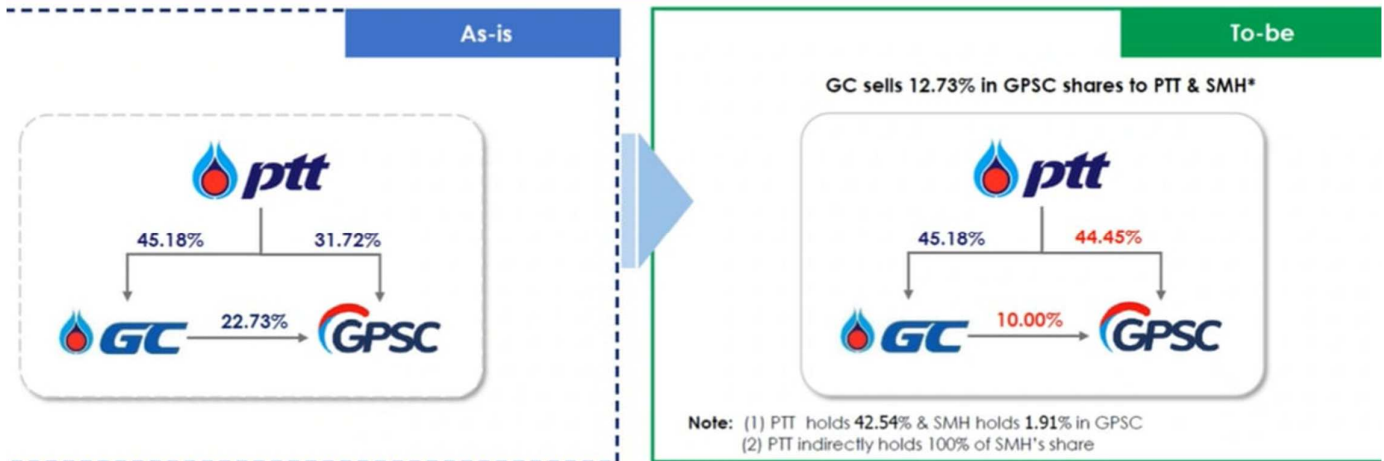 As-is
ptt
45.18%
31.72%
GC
22.73%
GPSC
To-be
GC sells 12.73% in GPSC shares to PTT & SMH*
ptt
45.18%
44.45%
GC
10.00%
GPSC
Note: (1) PTT holds 42.54% & SMH holds 1.91% in GPSC
(2) PTT indirectly holds 100% of SMH's share